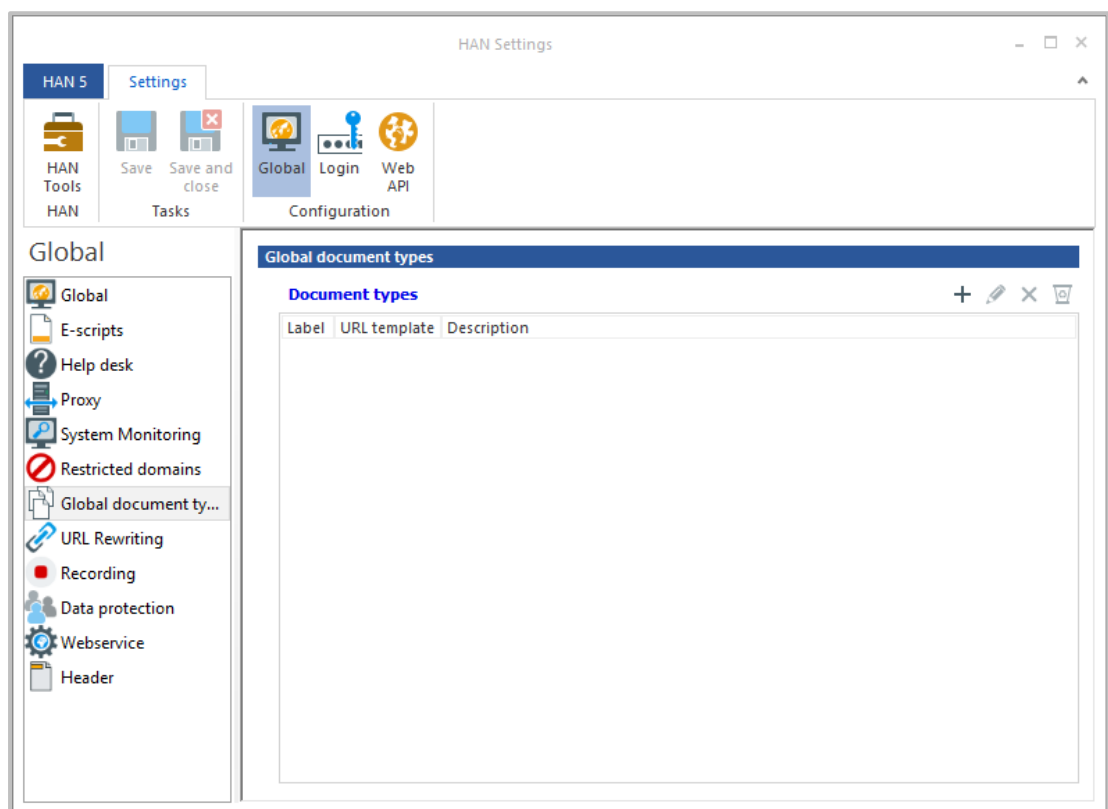 HAN Settings
HAN 5 Settings
HAN Tools
Save
Save and close
Global
Login
Web API
HAN
Tasks
Configuration
Global
Global
E-scripts
Help desk
Proxy
System Monitoring
Restricted domains
Global document ty...
URL Rewriting
Recording
Data protection
Webservice
Header
Global document types
Document types
Label URL template Description